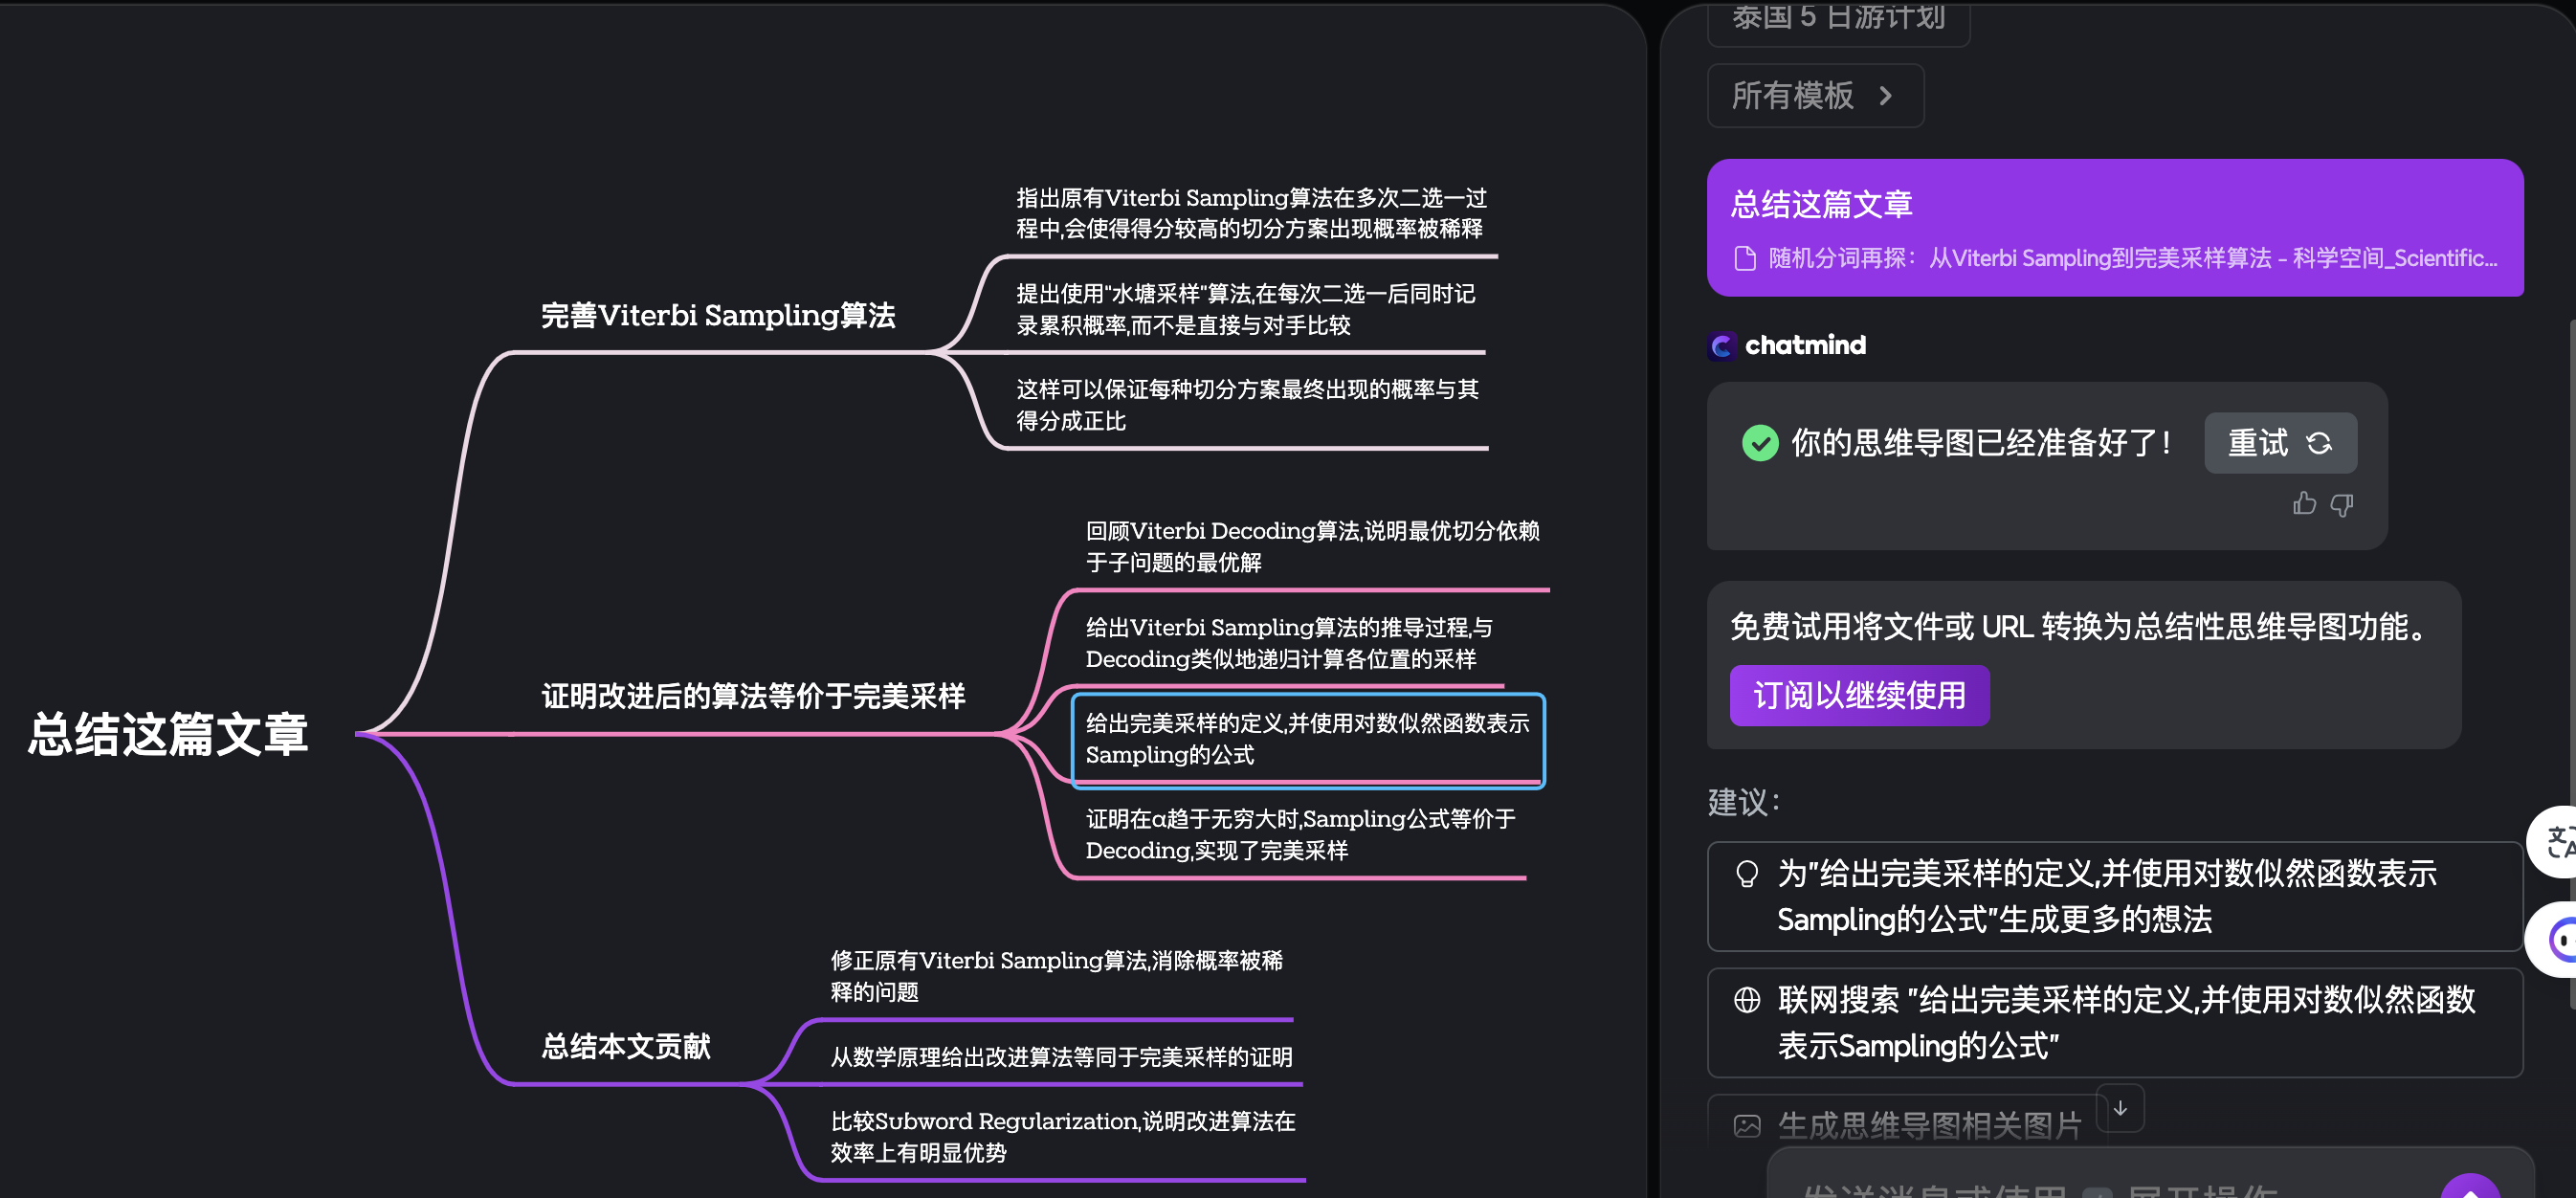 总结这篇文章
完善Viterbi Sampling算法
指出原有Viterbi Sampling算法在多次二选一过
程中,会使得得分较高的切分方案出现概率被稀释
提出使用"水塘采样"算法,在每次二选一后同时记
录累积概率,而不是直接与对手比较
这样可以保证每种切分方案最终出现的概率与其
得分成正比
证明改进后的算法等价于完美采样
回顾Viterbi Decoding算法,说明最优切分依赖
于子问题的最优解
给出Viterbi Sampling算法的推导过程,与
Decoding类似地递归计算各位置的采样
给出完美采样的定义,并使用对数似然函数表示
Sampling的公式
证明在α趋于无穷大时,Sampling公式等价于
Decoding,实现了完美采样
总结本文贡献
修正原有Viterbi Sampling算法,消除概率被稀
释的问题
从数学原理给出改进算法等同于完美采样的证明
比较Subword Regularization,说明改进算法在
效率上有明显优势
泰国 5 日游计划
所有模板
总结这篇文章
随机分词再探：从Viterbi Sampling到完美采样算法 - 科学空间_Scientific...
chatmind
你的思维导图已经准备好了！
重试
免费试用将文件或 URL 转换为总结性思维导图功能。
订阅以继续使用
建议：
为"给出完美采样的定义,并使用对数似然函数表示
Sampling的公式"生成更多的想法
联网搜索 "给出完美采样的定义,并使用对数似然函数
表示Sampling的公式"
生成思维导图相关图片